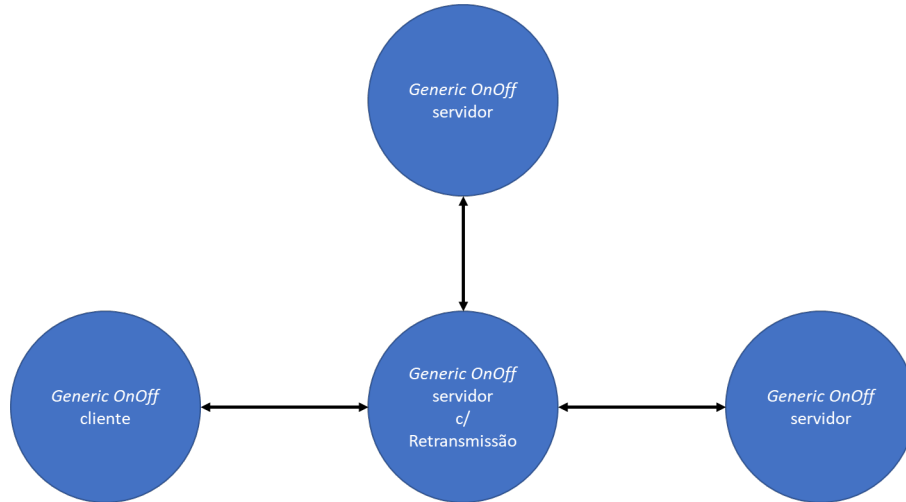 Generic OnOff
servidor
Generic OnOff
cliente
Generic OnOff
servidor
c/
Retransmissão
Generic OnOff
servidor